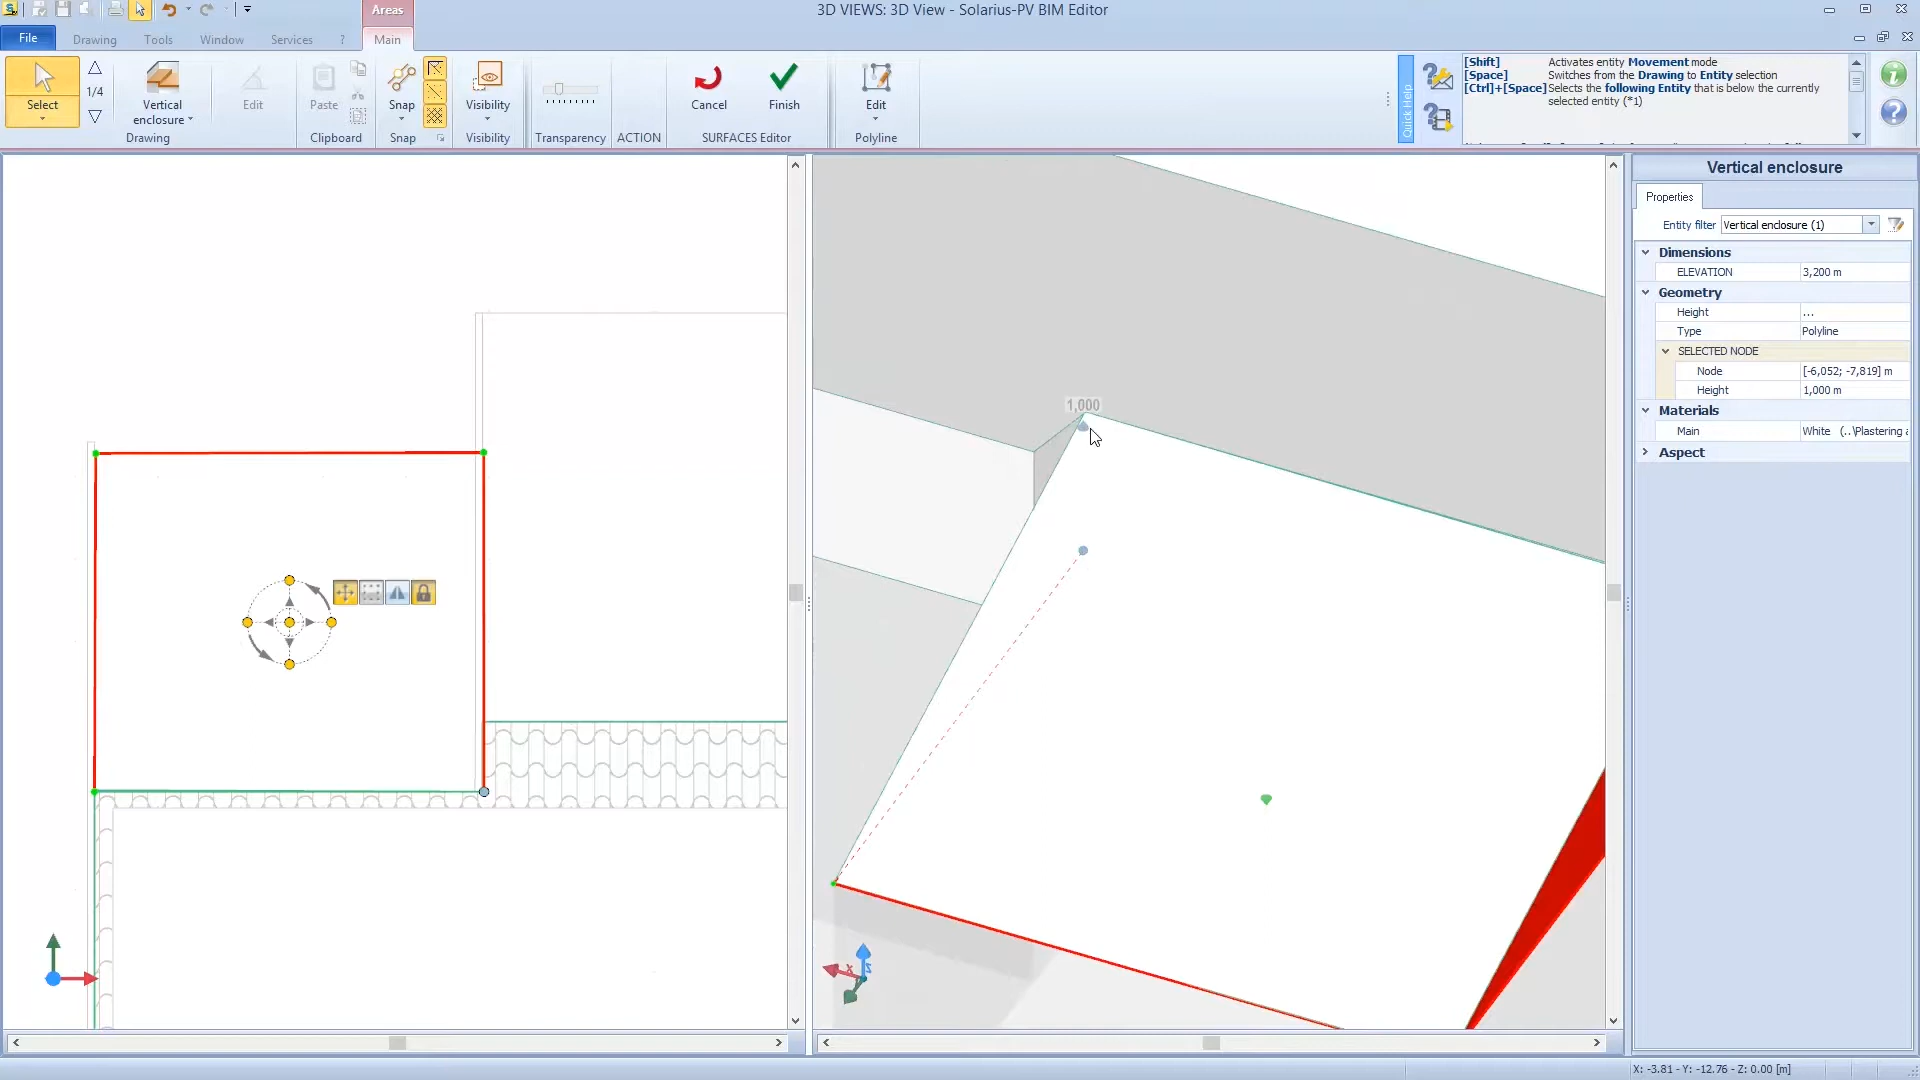 Areas
3D VIEWS: 3D View - Solarius-PV BIM Editor
File
Drawing
Tools
Window
Services
?
Main
Select
1/4
Vertical
enclosure
Edit
Drawing
Paste
Clipboard
Snap
Snap
Visibility
Visibility
Transparency
ACTION
Cancel
Finish
SURFACES Editor
Edit
Polyline
Quick Help
[Shift] Activates entity Movement mode
[Space] Switches from the Drawing to Entity selection
[Ctrl]+[Space] Selects the following Entity that is below the currently
selected entity (*1)
Vertical enclosure
Properties
Entity filter Vertical enclosure (1)
Dimensions
ELEVATION 3,200 m
Geometry
Height ...
Type Polyline
SELECTED NODE
Node [-6,052; -7,819] m
Height 1,000 m
Materials
Main White (..\Plastering a
Aspect
1,000
X
Z
X: -3.81 - Y: -12.76 - Z: 0.00 [m]